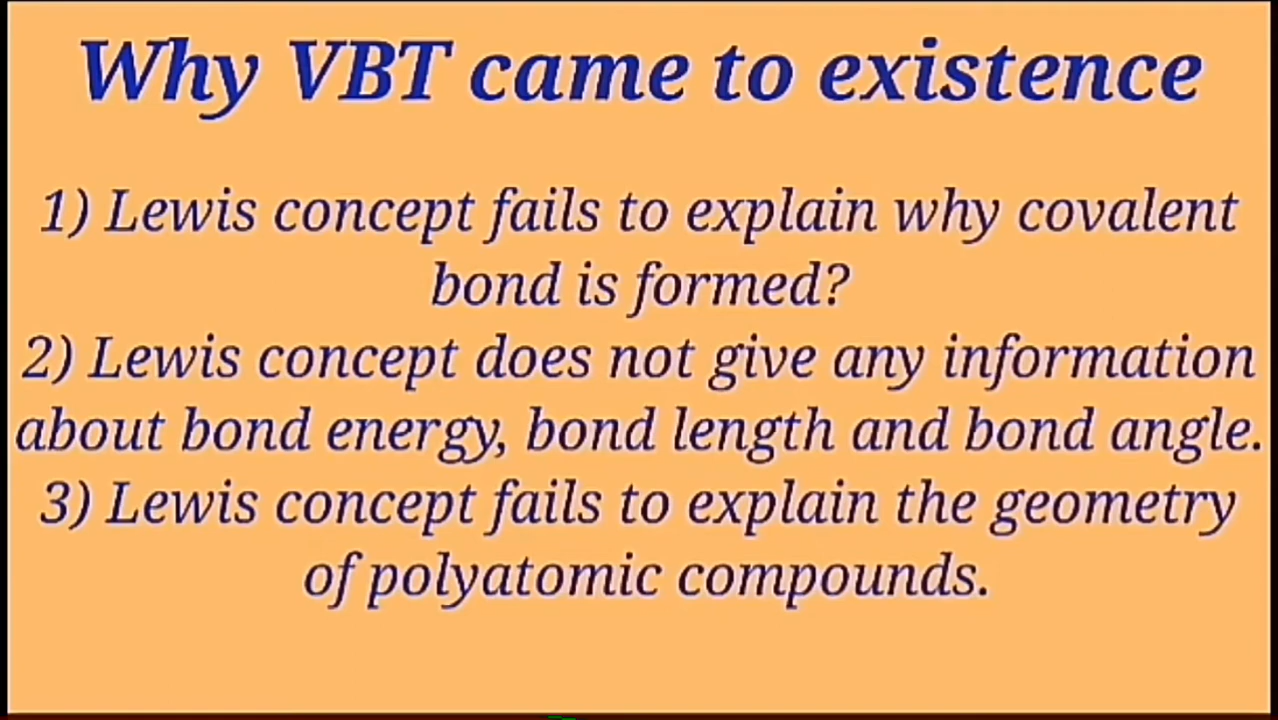 Why VBT came to existence
1) Lewis concept fails to explain why covalent
bond is formed?
2) Lewis concept does not give any information
about bond energy, bond length and bond angle.
3) Lewis concept fails to explain the geometry
of polyatomic compounds.